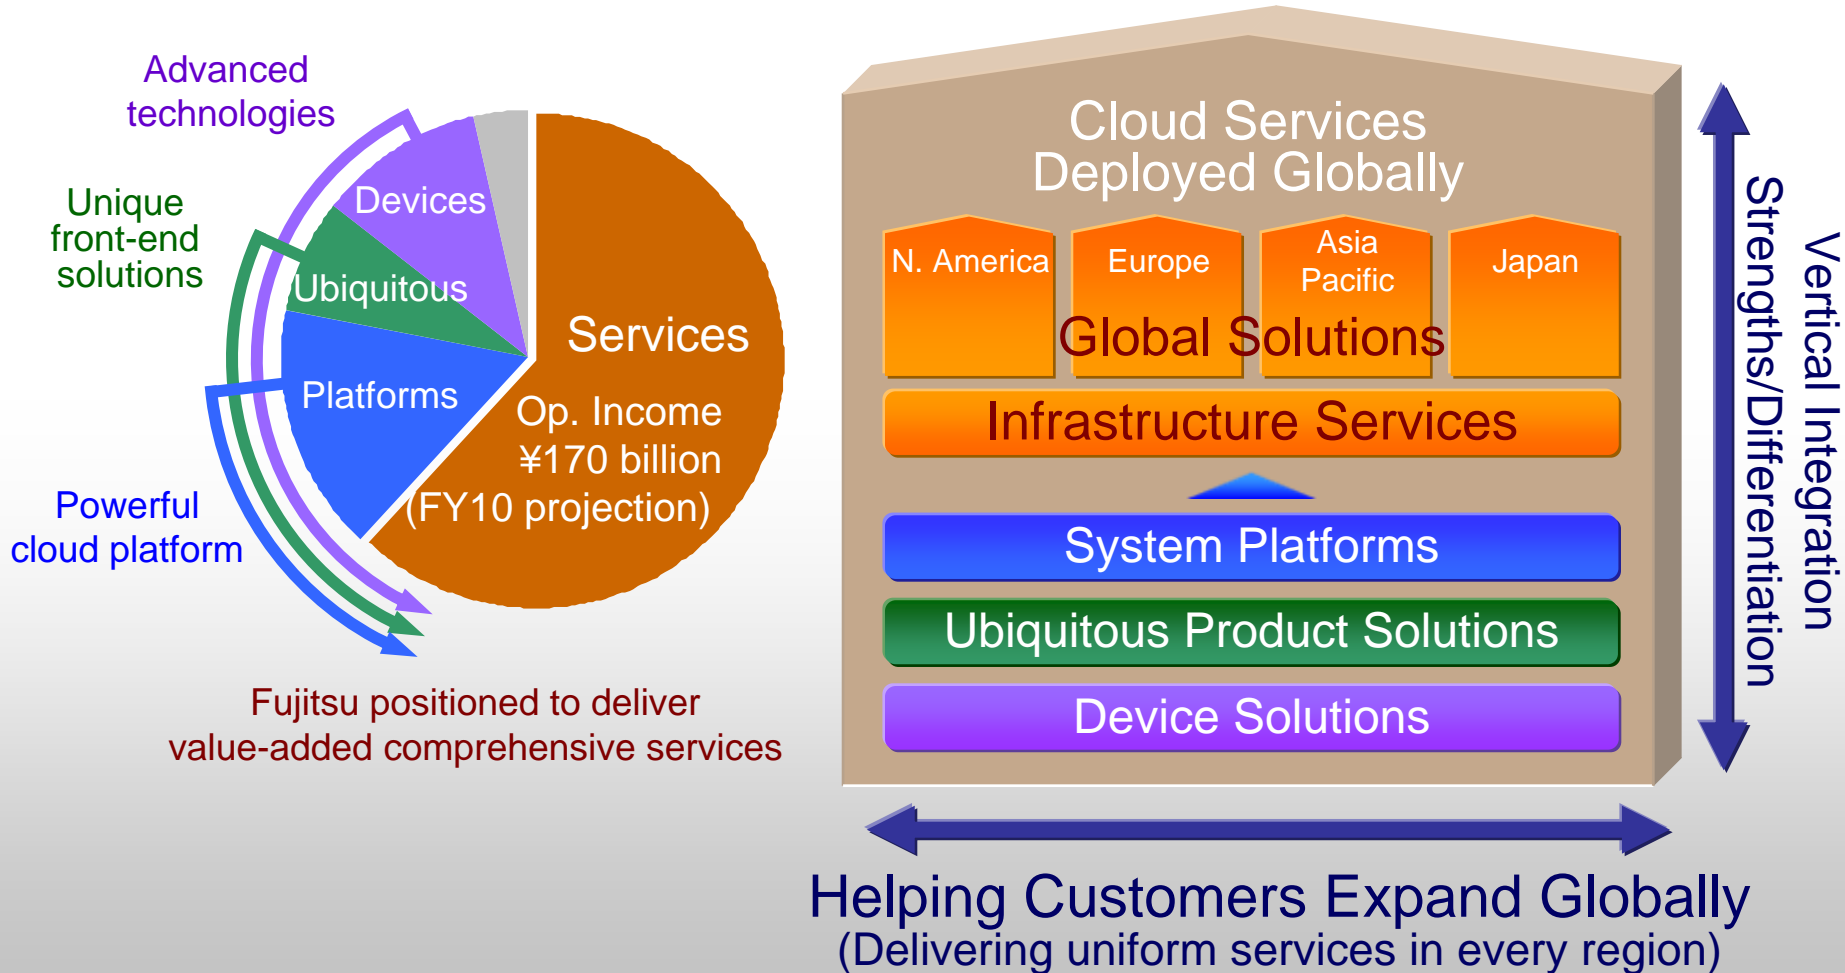 Advanced
technologies
Unique
front-end
solutions
Powerful
cloud platform
Devices
Ubiquitous
Platforms
Services
Op. Income
¥170 billion
(FY10 projection)
Fujitsu positioned to deliver
value-added comprehensive services
Cloud Services
Deployed Globally
N. America
Europe
Asia
Pacific
Japan
Global Solutions
Infrastructure Services
System Platforms
Ubiquitous Product Solutions
Device Solutions
Vertical Integration
Strengths/Differentiation
Helping Customers Expand Globally
(Delivering uniform services in every region)